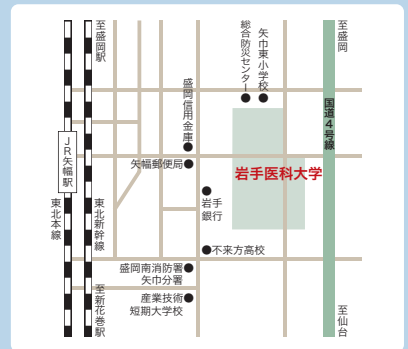 至盛岡駅
総合防災センター
矢巾東小学校
至盛岡
盛岡信用金庫
国道4号線
JR矢幅駅
矢幅郵便局
岩手医科大学
岩手
銀行
東北本線
東北新幹線
不来方高校
盛岡南消防署
矢巾分署
至新花巻駅
産業技術
短期大学校
至仙台